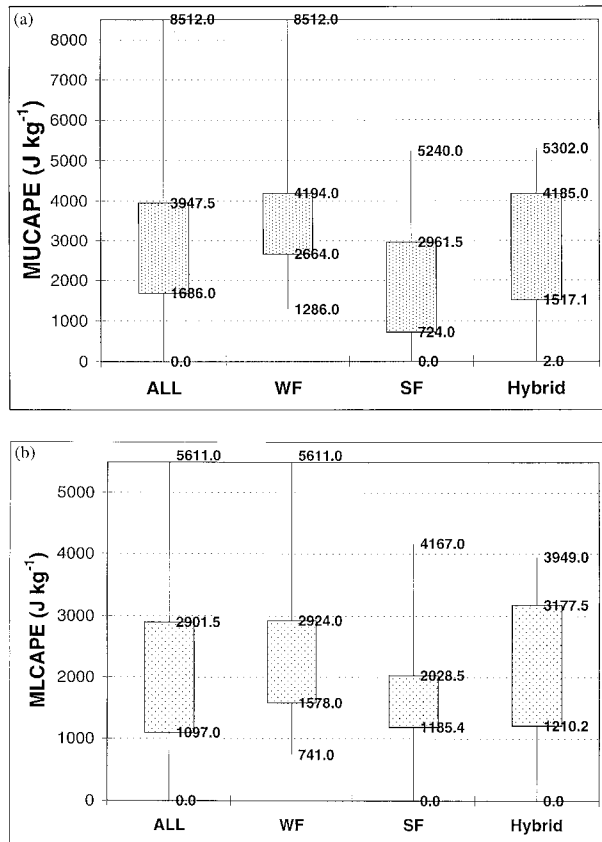 (a)
MUCAPE (J kg-1)
8000
7000
6000
5000
4000
3000
2000
1000
0
8512.0 8512.0
5240.0 5302.0
3947.5 4194.0 2961.5 4185.0
1686.0 2664.0 724.0 1517.1
0.0 1286.0 0.0 2.0
ALL WF SF Hybrid
(b)
MLCAPE (J kg-1)
5000
4000
3000
2000
1000
0
5611.0 5611.0
4167.0 3949.0
2901.5 2924.0 2028.5 3177.5
1097.0 1578.0 1185.4 1210.2
0.0 741.0 0.0 0.0
ALL WF SF Hybrid